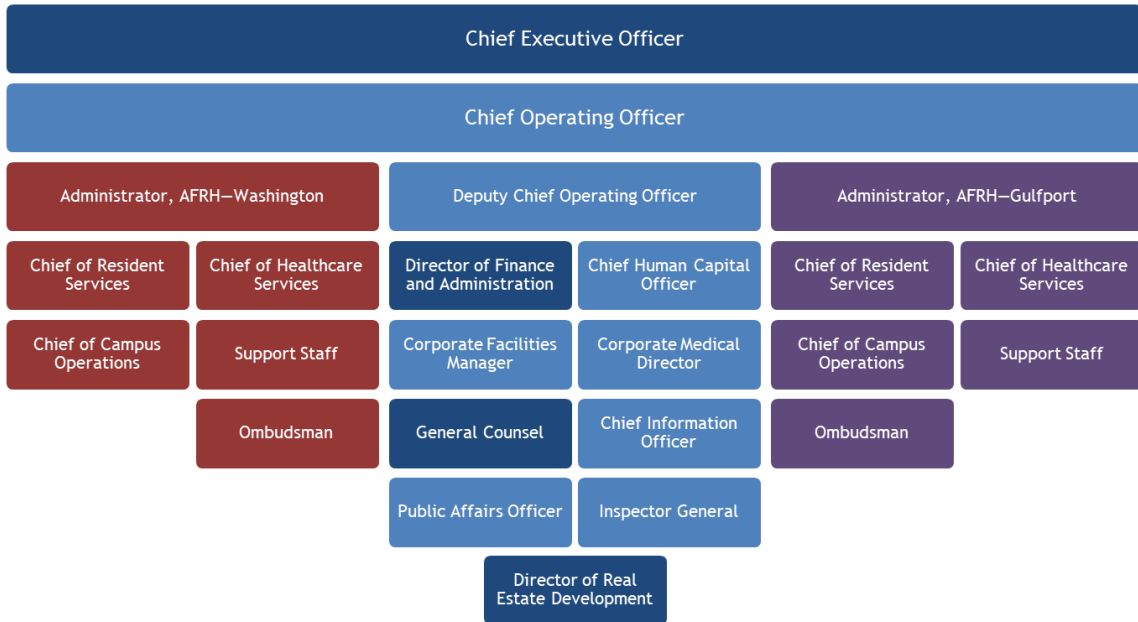 Chief Executive Officer
Chief Operating Officer
Administrator, AFRH—Washington
Deputy Chief Operating Officer
Administrator, AFRH—Gulfport
Chief of Resident
Services
Chief of Healthcare
Services
Director of Finance
and Administration
Chief Human Capital
Officer
Chief of Resident
Services
Chief of Healthcare
Services
Chief of Campus
Operations
Support Staff
Corporate Facilities
Manager
Corporate Medical
Director
Chief of Campus
Operations
Support Staff
Ombudsman
General Counsel
Chief Information
Officer
Ombudsman
Public Affairs Officer
Inspector General
Director of Real
Estate Development